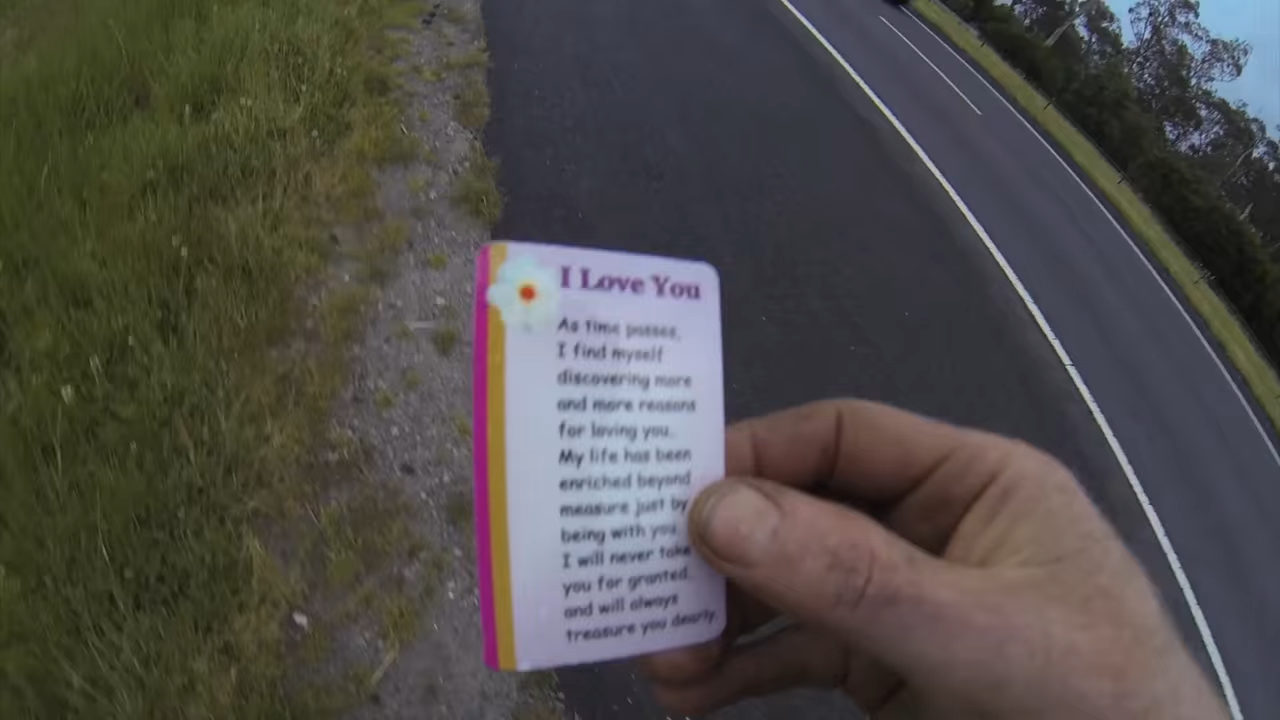 I Love You
As time passes,
I find myself
discovering more
and more reasons
for loving you.
My life has been
enriched beyond
measure just by
being with you.
I will never take
you for granted
and will always
treasure you dearly.